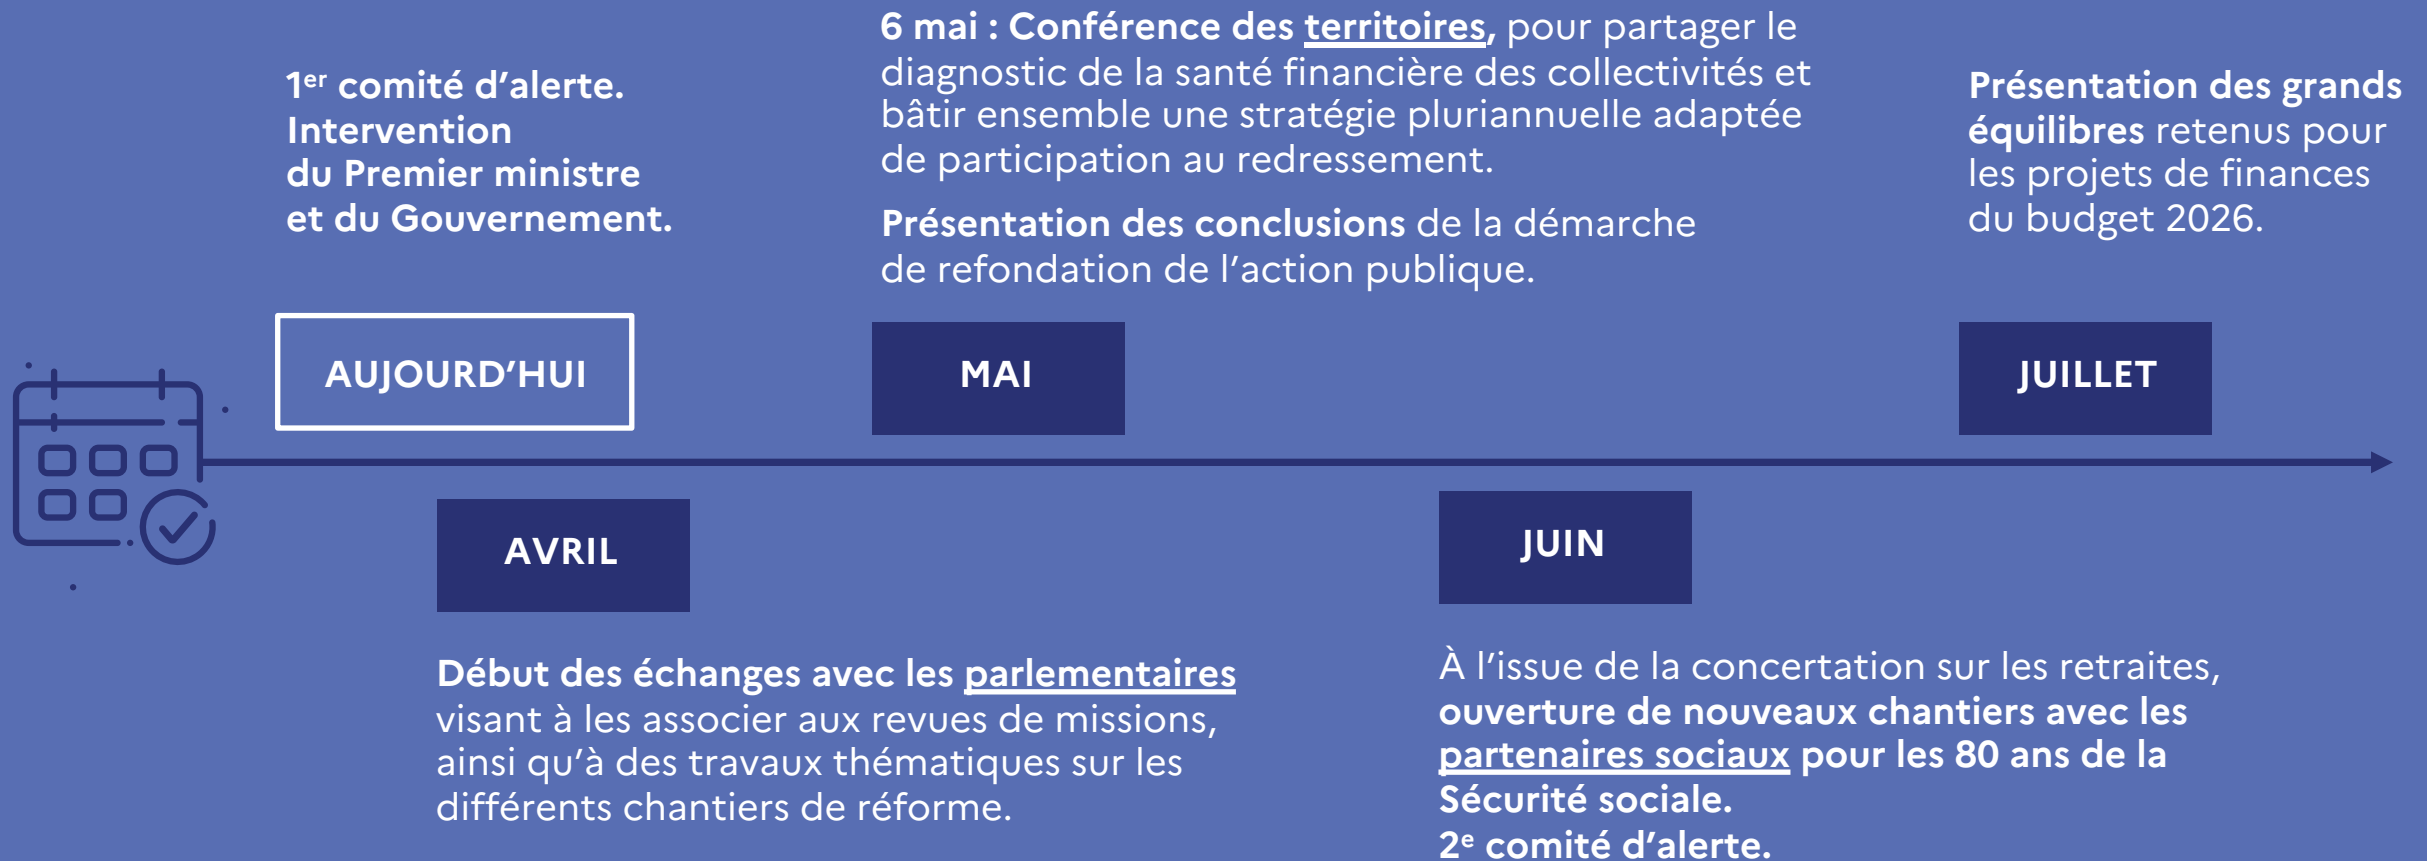 1er comité d’alerte.
Intervention
du Premier ministre
et du Gouvernement.
AUJOURD’HUI
AVRIL
Début des échanges avec les parlementaires
visant à les associer aux revues de missions,
ainsi qu’à des travaux thématiques sur les
différents chantiers de réforme.
6 mai : Conférence des territoires, pour partager le
diagnostic de la santé financière des collectivités et
bâtir ensemble une stratégie pluriannuelle adaptée
de participation au redressement.
Présentation des conclusions de la démarche
de refondation de l’action publique.
MAI
JUIN
À l’issue de la concertation sur les retraites,
ouverture de nouveaux chantiers avec les
partenaires sociaux pour les 80 ans de la
Sécurité sociale.
2e comité d’alerte.
Présentation des grands
équilibres retenus pour
les projets de finances
du budget 2026.
JUILLET